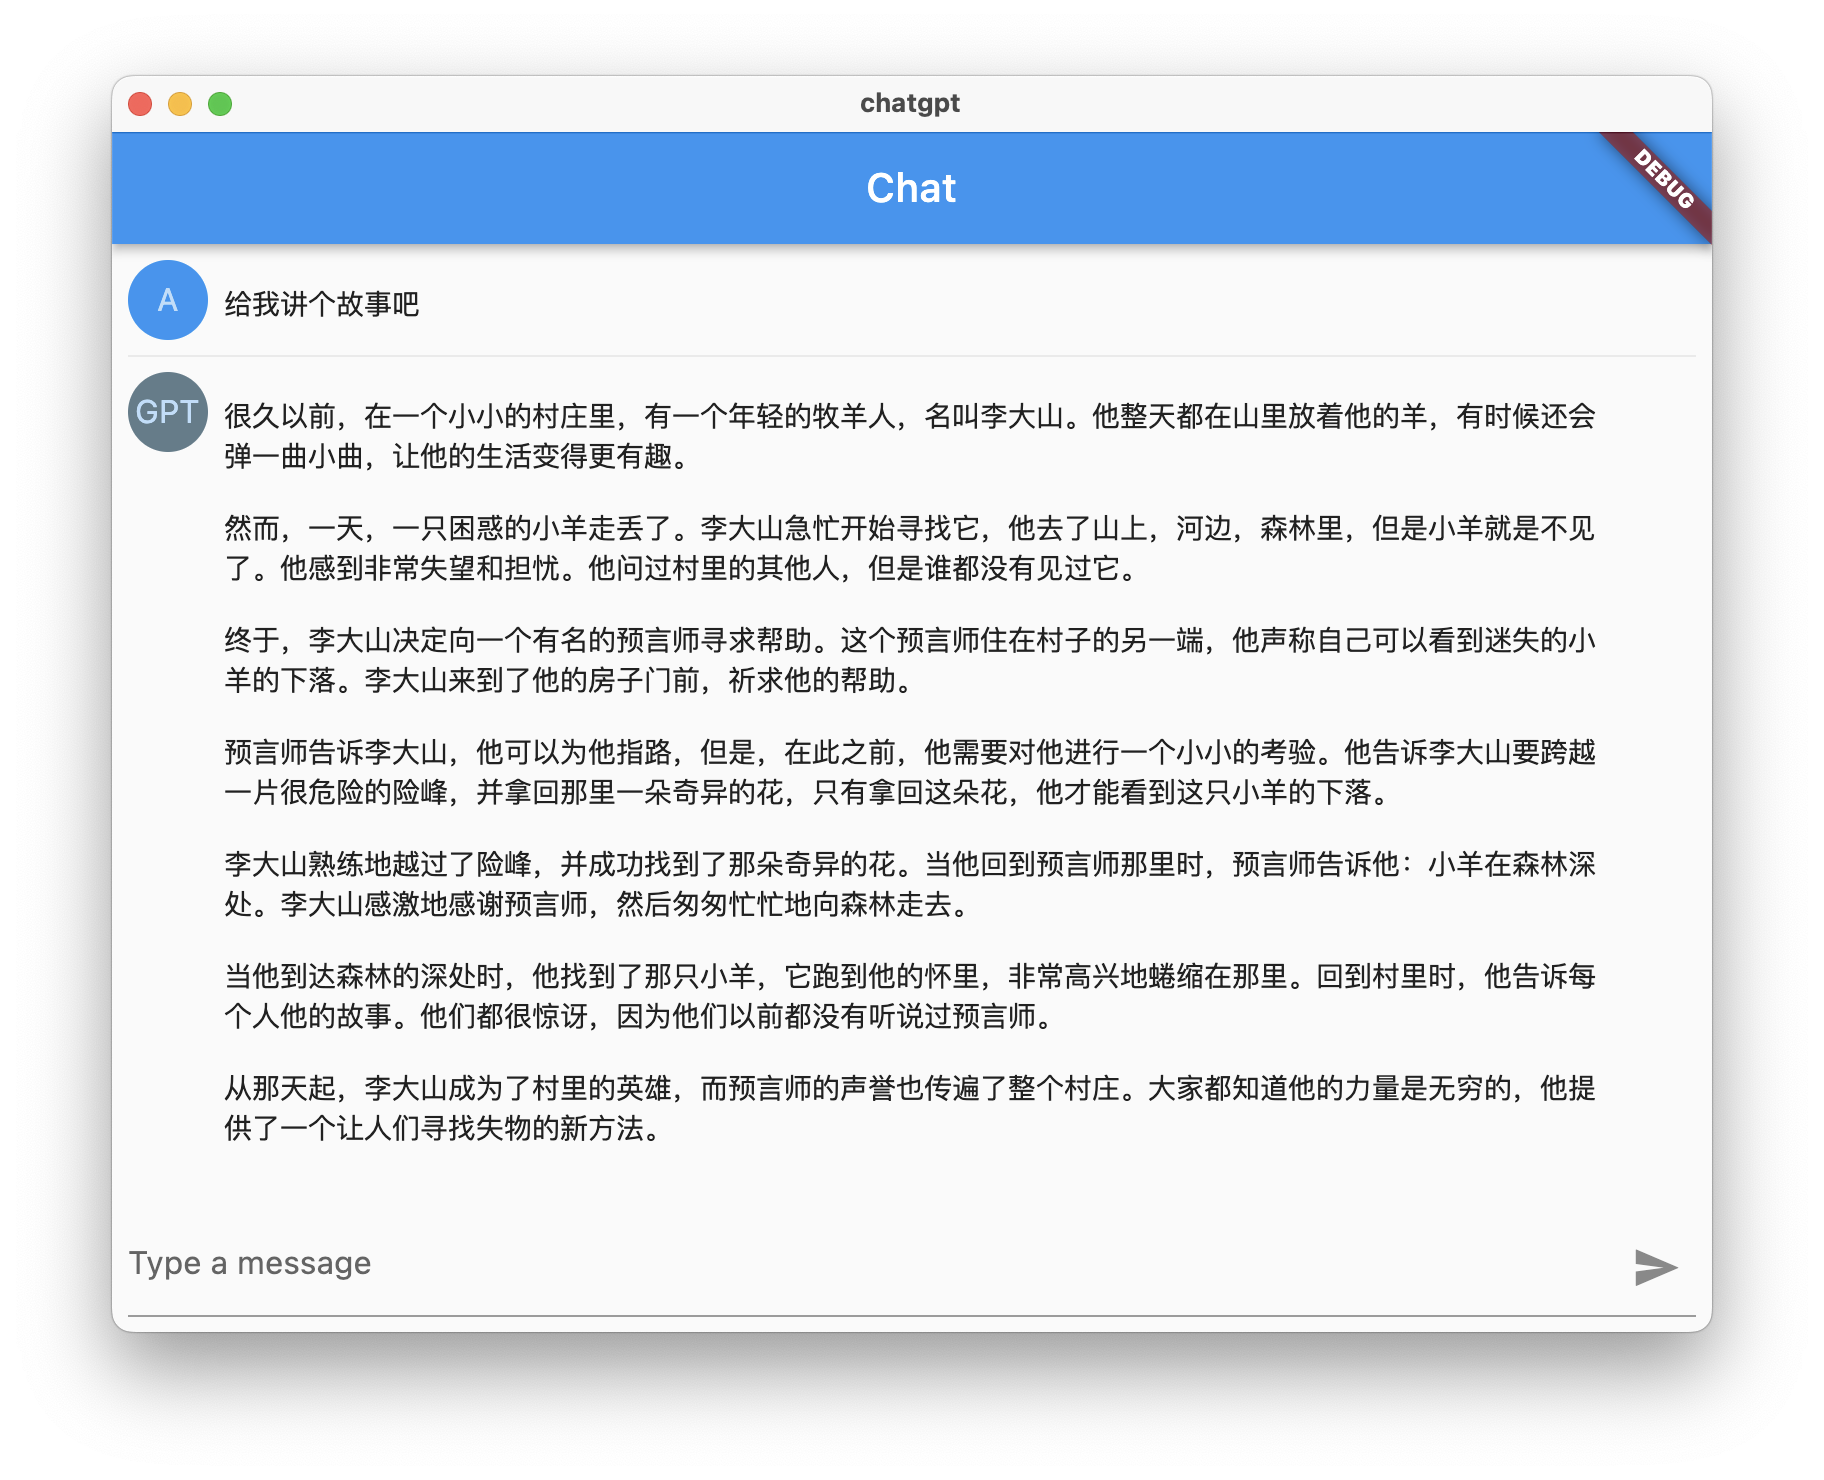 chatgpt
Chat
DEBUG
A
给我讲个故事吧
GPT
很久以前，在一个小小的村庄里，有一个年轻的牧羊人，名叫李大山。他整天都在山里放着他的羊，有时候还会
弹一曲小曲，让他的生活变得更有趣。
然而，一天，一只困惑的小羊走丢了。李大山急忙开始寻找它，他去了山上，河边，森林里，但是小羊就是不见
了。他感到非常失望和担忧。他问过村里的其他人，但是谁都没有见过它。
终于，李大山决定向一个有名的预言师寻求帮助。这个预言师住在村子的另一端，他声称自己可以看到迷失的小
羊的下落。李大山来到了他的房子门前，祈求他的帮助。
预言师告诉李大山，他可以为他指路，但是，在此之前，他需要对他进行一个小小的考验。他告诉李大山要跨越
一片很危险的险峰，并拿回那里一朵奇异的花，只有拿回这朵花，他才能看到这只小羊的下落。
李大山熟练地越过了险峰，并成功找到了那朵奇异的花。当他回到预言师那里时，预言师告诉他：小羊在森林深
处。李大山感激地感谢预言师，然后匆匆忙忙地向森林走去。
当他到达森林的深处时，他找到了那只小羊，它跑到他的怀里，非常高兴地蜷缩在那里。回到村里时，他告诉每
个人他的故事。他们都很惊讶，因为他们以前都没有听说过预言师。
从那天起，李大山成为了村里的英雄，而预言师的声誉也传遍了整个村庄。大家都知道他的力量是无穷的，他提
供了一个让人们寻找失物的新方法。
Type a message